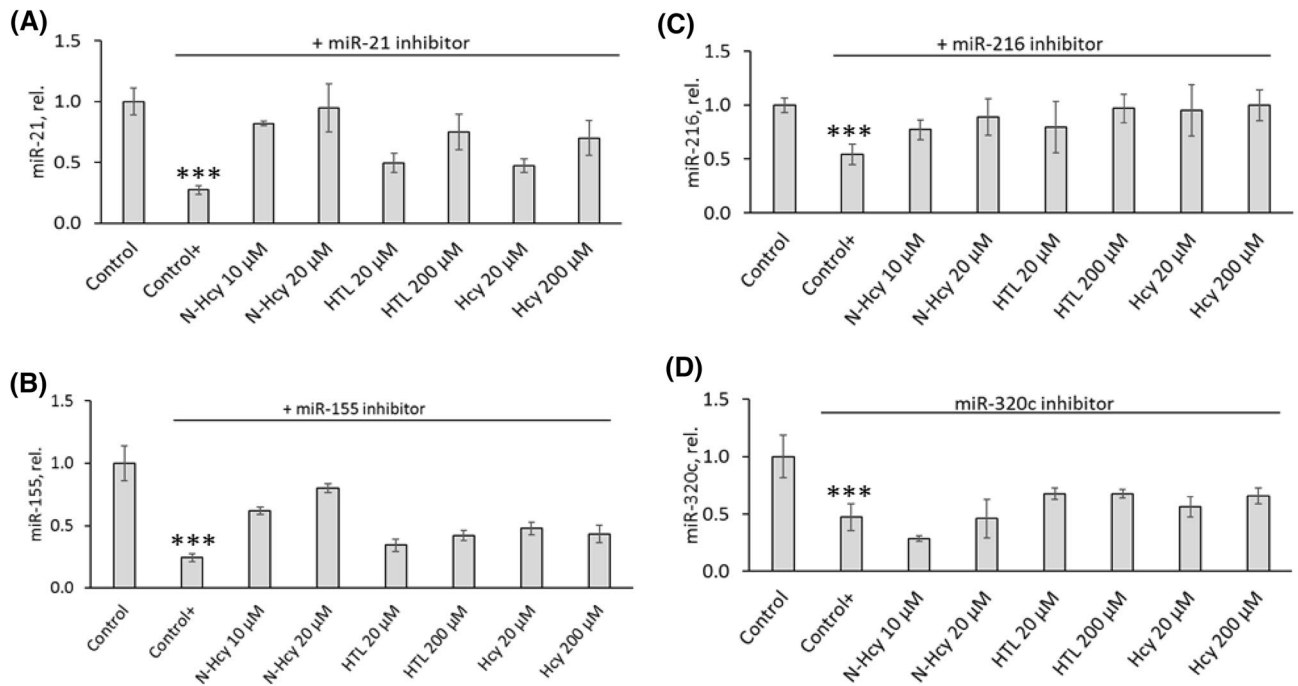 (A)
+ miR-21 inhibitor
miR-21, rel.
1.5
1.0
0.5
0.0
***
Control
Control+
N-Hcy 10 µM
N-Hcy 20 µM
HTL 20 µM
HTL 200 µM
Hcy 20 µM
Hcy 200 µM
(B)
+ miR-155 inhibitor
miR-155, rel.
1.5
1.0
0.5
0.0
***
Control
Control+
N-Hcy 10 µM
N-Hcy 20 µM
HTL 20 µM
HTL 200 µM
Hcy 20 µM
Hcy 200 µM
(C)
+ miR-216 inhibitor
miR-216, rel.
1.5
1.0
0.5
0.0
***
Control
Control+
N-Hcy 10 µM
N-Hcy 20 µM
HTL 20 µM
HTL 200 µM
Hcy 20 µM
Hcy 200 µM
(D)
miR-320c inhibitor
miR-320c, rel.
1.5
1.0
0.5
0.0
***
Control
Control+
N-Hcy 10 µM
N-Hcy 20 µM
HTL 20 µM
HTL 200 µM
Hcy 20 µM
Hcy 200 µM